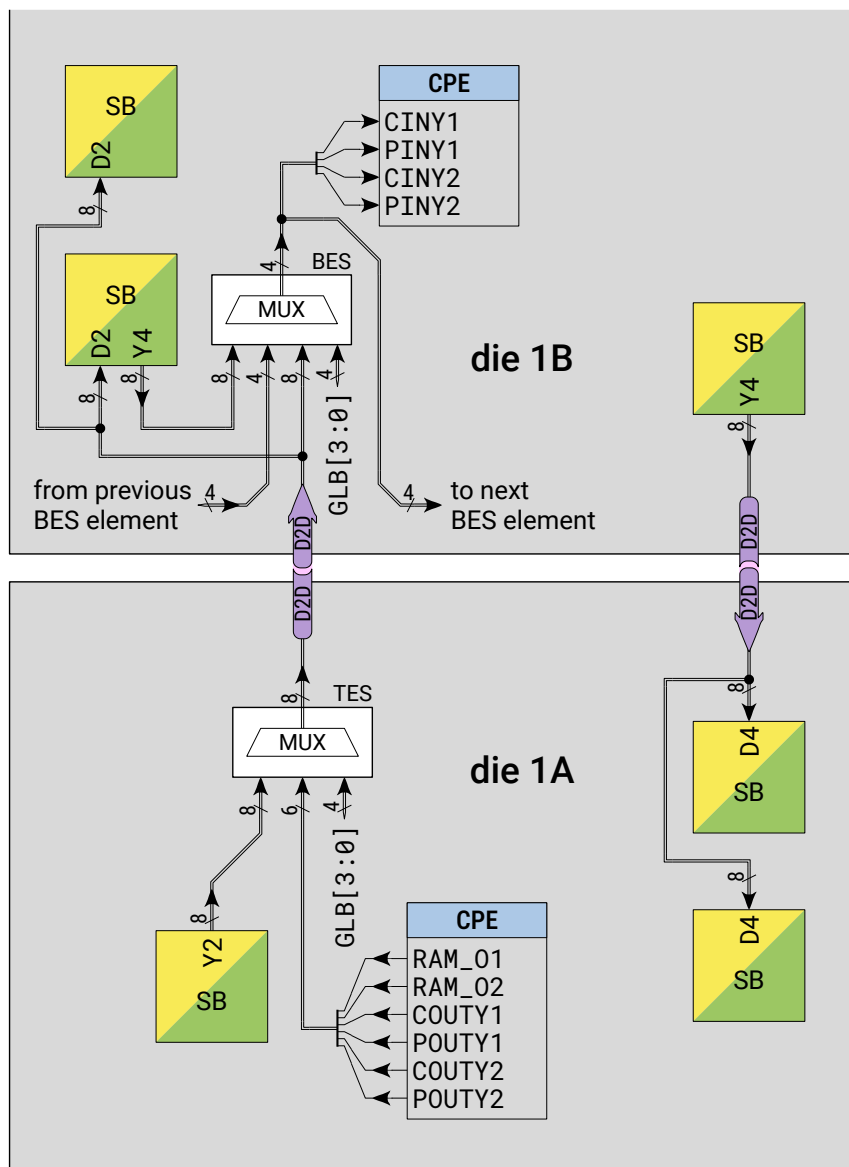 CPE
SB
D2
CINY1
PINY1
CINY2
PINY2
8
BES
4
MUX
SB
D2
Y4
8
8
8
4
8
4
GLB[3:0]
die 1B
SB
Y4
8
from previous
BES element
4
4
to next
BES element
D2D
D2D
D2D
D2D
8
TES
MUX
8
6
4
GLB[3:0]
die 1A
8
D4
SB
8
D4
SB
8
Y2
SB
CPE
RAM_O1
RAM_O2
COUTY1
POUTY1
COUTY2
POUTY2